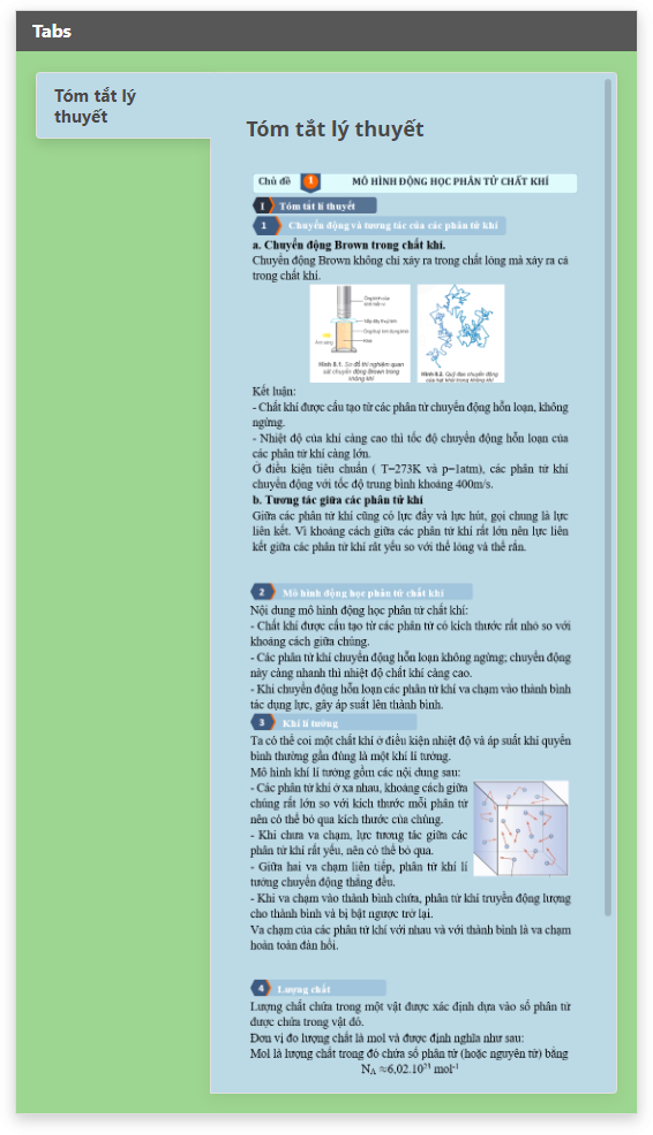 Tabs
Tóm tắt lý
thuyết
Tóm tắt lý thuyết
Chủ đề 1 MÔ HÌNH ĐỘNG HỌC PHÂN TỬ CHẤT KHÍ
I Tóm tắt lí thuyết
1 Chuyển động và tương tác của các phân tử khí
a. Chuyển động Brown trong chất khí.
Chuyển động Brown không chỉ xảy ra trong chất lỏng mà xảy ra cả
trong chất khí.
Ống kính của
kính hiển vi
Nắp đậy thuỷ tinh
Ống thuỷ tinh đựng khói
Khói
Ánh sáng
Hình 8.1. Sơ đồ thí nghiệm quan
sát chuyển động Brown trong
không khí
Hình 8.2. Quỹ đạo chuyển động
của hạt khói trong không khí
Kết luận:
- Chất khí được cấu tạo từ các phân tử chuyển động hỗn loạn, không
ngừng.
- Nhiệt độ của khí càng cao thì tốc độ chuyển động hỗn loạn của
các phân tử khí càng lớn.
Ở điều kiện tiêu chuẩn ( T=273K và p=1atm), các phân tử khí
chuyển động với tốc độ trung bình khoảng 400m/s.
b. Tương tác giữa các phân tử khí
Giữa các phân tử khí cũng có lực đẩy và lực hút, gọi chung là lực
liên kết. Vì khoảng cách giữa các phân tử khí rất lớn nên lực liên
kết giữa các phân tử khí rất yếu so với thể lỏng và thể rắn.
2 Mô hình động học phân tử chất khí
Nội dung mô hình động học phân tử chất khí:
- Chất khí được cấu tạo từ các phân tử có kích thước rất nhỏ so với
khoảng cách giữa chúng.
- Các phân tử khí chuyển động hỗn loạn không ngừng; chuyển động
này càng nhanh thì nhiệt độ chất khí càng cao.
- Khi chuyển động hỗn loạn các phân tử khí va chạm vào thành bình
tác dụng lực, gây áp suất lên thành bình.
3 Khí lí tưởng
Ta có thể coi một chất khí ở điều kiện nhiệt độ và áp suất khí quyển
bình thường gần đúng là một khí lí tưởng.
Mô hình khí lí tưởng gồm các nội dung sau:
- Các phân tử khí ở xa nhau, khoảng cách giữa
chúng rất lớn so với kích thước mỗi phân tử
nên có thể bỏ qua kích thước của chúng.
- Khi chưa va chạm, lực tương tác giữa các
phân tử khí rất yếu, nên có thể bỏ qua.
- Giữa hai va chạm liên tiếp, phân tử khí lí
tưởng chuyển động thẳng đều.
- Khi va chạm vào thành bình chứa, phân tử khí truyền động lượng
cho thành bình và bị bật ngược trở lại.
Va chạm của các phân tử khí với nhau và với thành bình là va chạm
hoàn toàn đàn hồi.
4 Lượng chất
Lượng chất chứa trong một vật được xác định dựa vào số phân tử
được chứa trong vật đó.
Đơn vị đo lượng chất là mol và được định nghĩa như sau:
Mol là lượng chất trong đó chứa số phân tử (hoặc nguyên tử) bằng
N_A ≈6,02.10²³ mol⁻¹